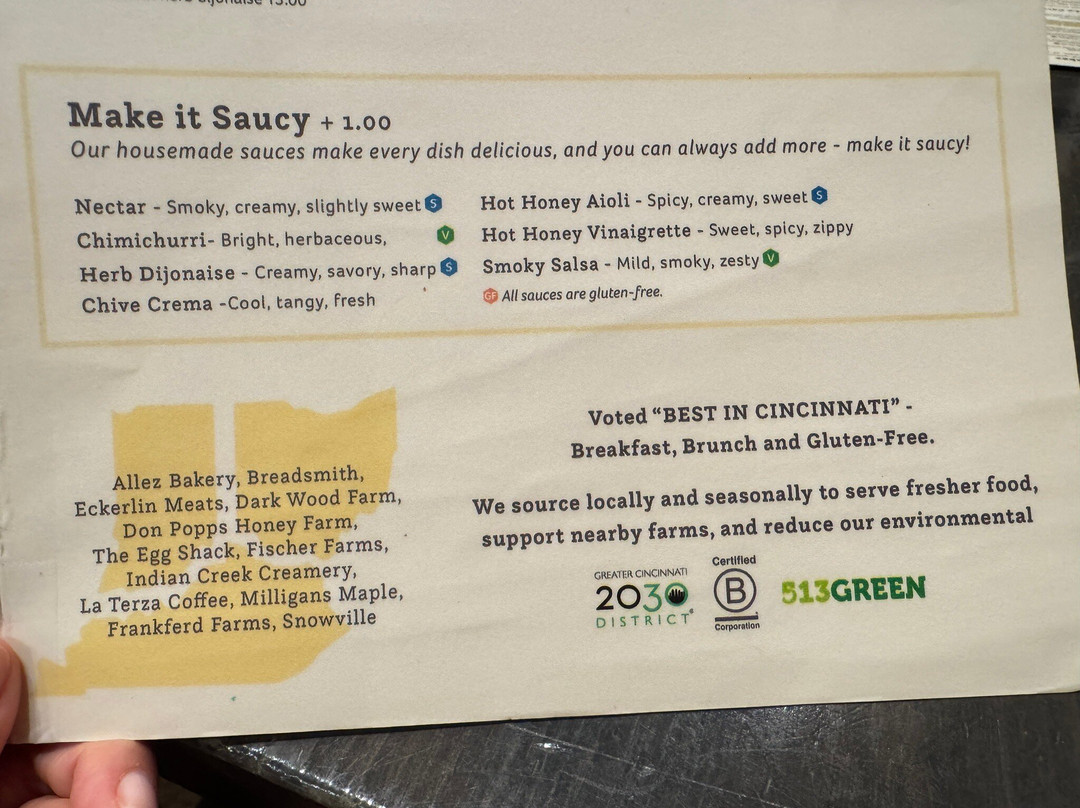 13.00
Make it Saucy + 1.00
Our housemade sauces make every dish delicious, and you can always add more - make it saucy!
Nectar - Smoky, creamy, slightly sweet S
Chimichurri- Bright, herbaceous, V
Herb Dijonaise - Creamy, savory, sharp S
Chive Crema -Cool, tangy, fresh
Hot Honey Aioli - Spicy, creamy, sweet S
Hot Honey Vinaigrette - Sweet, spicy, zippy
Smoky Salsa - Mild, smoky, zesty V
GF All sauces are gluten-free.
Allez Bakery, Breadsmith,
Eckerlin Meats, Dark Wood Farm,
Don Popps Honey Farm,
The Egg Shack, Fischer Farms,
Indian Creek Creamery,
La Terza Coffee, Milligans Maple,
Frankferd Farms, Snowville
Voted “BEST IN CINCINNATI” -
Breakfast, Brunch and Gluten-Free.
We source locally and seasonally to serve fresher food,
support nearby farms, and reduce our environmental
GREATER CINCINNATI
2030
DISTRICT
Certified
B
Corporation
513GREEN